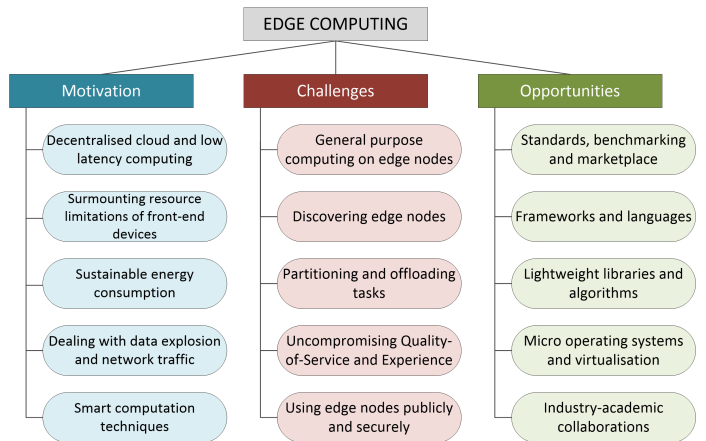 EDGE COMPUTING
Motivation
Decentralised cloud and low
latency computing
Surmounting resource
limitations of front-end
devices
Sustainable energy
consumption
Dealing with data explosion
and network traffic
Smart computation
techniques
Challenges
General purpose
computing on edge nodes
Discovering edge nodes
Partitioning and offloading
tasks
Uncompromising Quality-
of-Service and Experience
Using edge nodes publicly
and securely
Opportunities
Standards, benchmarking
and marketplace
Frameworks and languages
Lightweight libraries and
algorithms
Micro operating systems
and virtualisation
Industry-academic
collaborations